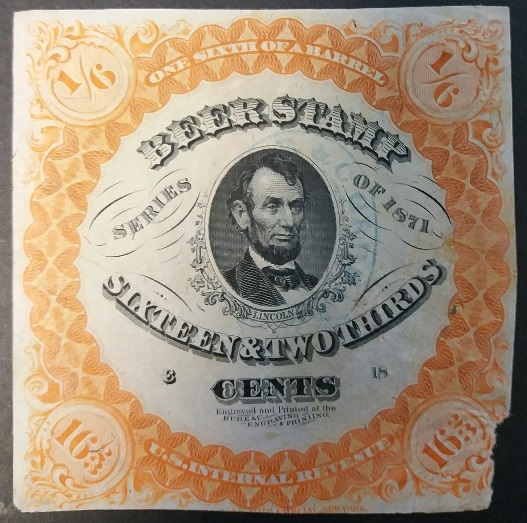 1/6 ONE SIXTH OF A BARREL 1/6
BEER STAMP
SERIES OF 1871
LINCOLN
SIXTEEN & TWO THIRDS
3 18
CENTS
Engraved and Printed at the
BUREAU
ENGRAVING & PRINTING.
16⅔ U.S. INTERNAL REVENUE 16⅔